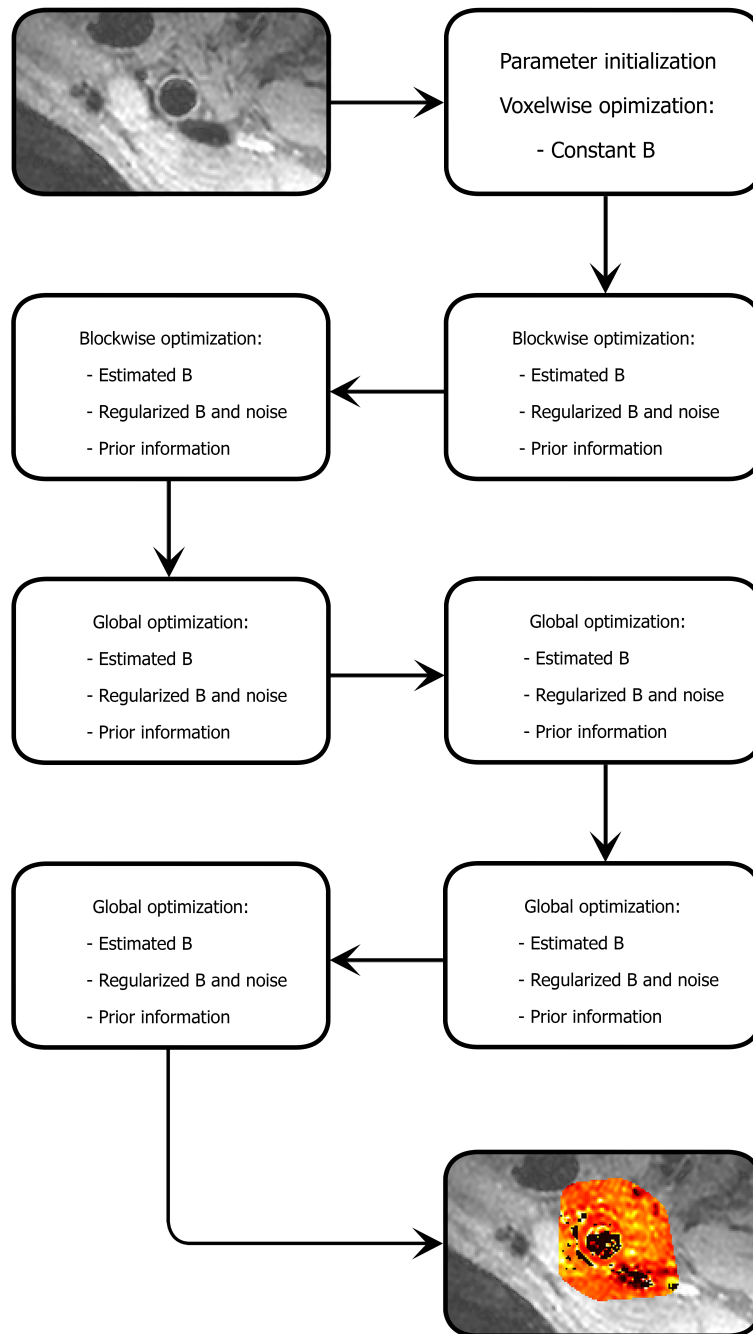 Parameter initialization
Voxelwise opimization:
- Constant B
Blockwise optimization:
- Estimated B
- Regularized B and noise
- Prior information
Blockwise optimization:
- Estimated B
- Regularized B and noise
- Prior information
Global optimization:
- Estimated B
- Regularized B and noise
- Prior information
Global optimization:
- Estimated B
- Regularized B and noise
- Prior information
Global optimization:
- Estimated B
- Regularized B and noise
- Prior information
Global optimization:
- Estimated B
- Regularized B and noise
- Prior information